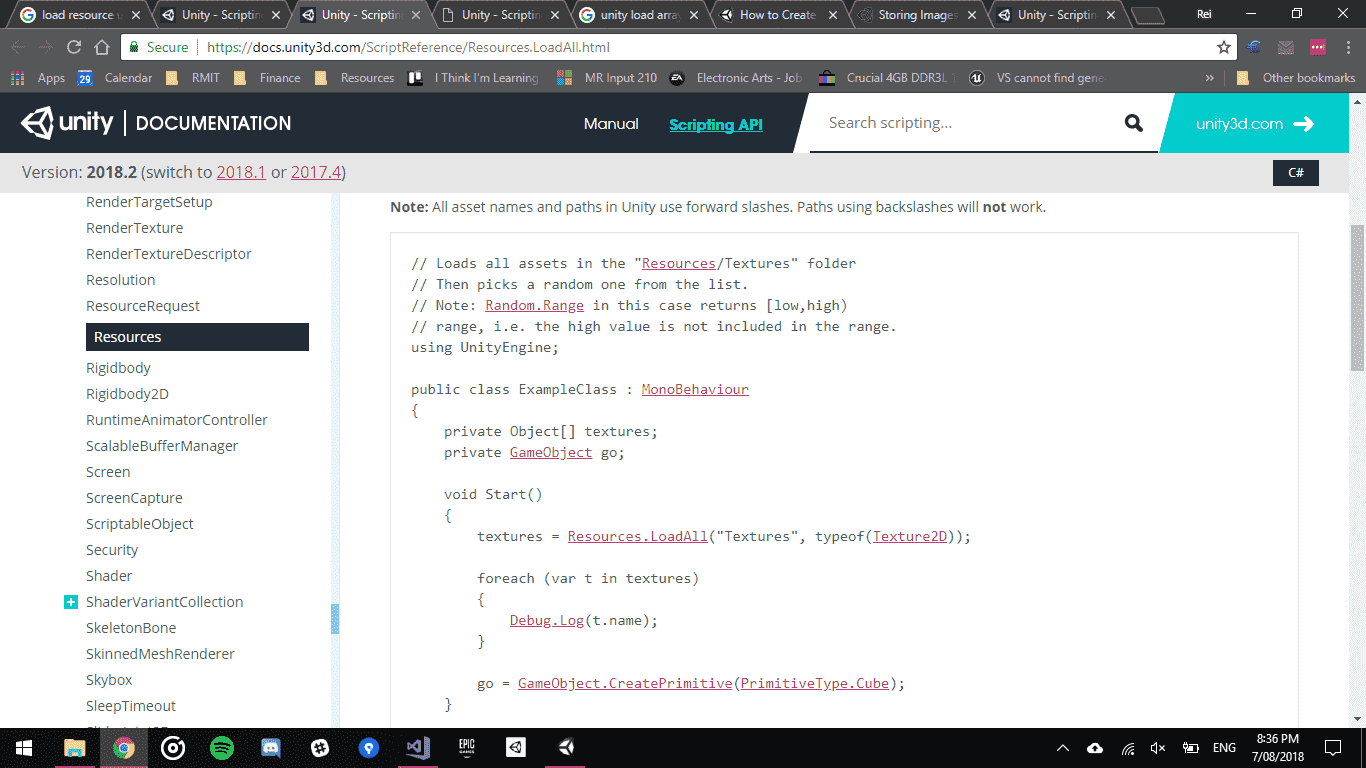 load resource u
Unity - Scriptin
Unity - Scriptin
Unity - Scriptin
unity load array
How to Create
Storing Images
Unity - Scriptin
Rei
Secure
https://docs.unity3d.com/ScriptReference/Resources.LoadAll.html
Apps
29
Calendar
RMIT
Finance
Resources
I Think I'm Learning
MR Input 210
EA
Electronic Arts - Job
Crucial 4GB DDR3L 1
VS cannot find gene
»
Other bookmarks
unity | DOCUMENTATION
Manual
Scripting API
Search scripting...
unity3d.com
Version: 2018.2 (switch to 2018.1 or 2017.4)
C#
RenderTargetSetup
RenderTexture
RenderTextureDescriptor
Resolution
ResourceRequest
Resources
Rigidbody
Rigidbody2D
RuntimeAnimatorController
ScalableBufferManager
Screen
ScreenCapture
ScriptableObject
Security
Shader
ShaderVariantCollection
SkeletonBone
SkinnedMeshRenderer
Skybox
SleepTimeout
Note: All asset names and paths in Unity use forward slashes. Paths using backslashes will not work.
// Loads all assets in the "Resources/Textures" folder
// Then picks a random one from the list.
// Note: Random.Range in this case returns [low,high)
// range, i.e. the high value is not included in the range.
using UnityEngine;
public class ExampleClass : MonoBehaviour
{
private Object[] textures;
private GameObject go;
void Start()
{
textures = Resources.LoadAll("Textures", typeof(Texture2D));
foreach (var t in textures)
{
Debug.Log(t.name);
}
go = GameObject.CreatePrimitive(PrimitiveType.Cube);
}
EPIC
GAMES
ENG
8:36 PM
7/08/2018